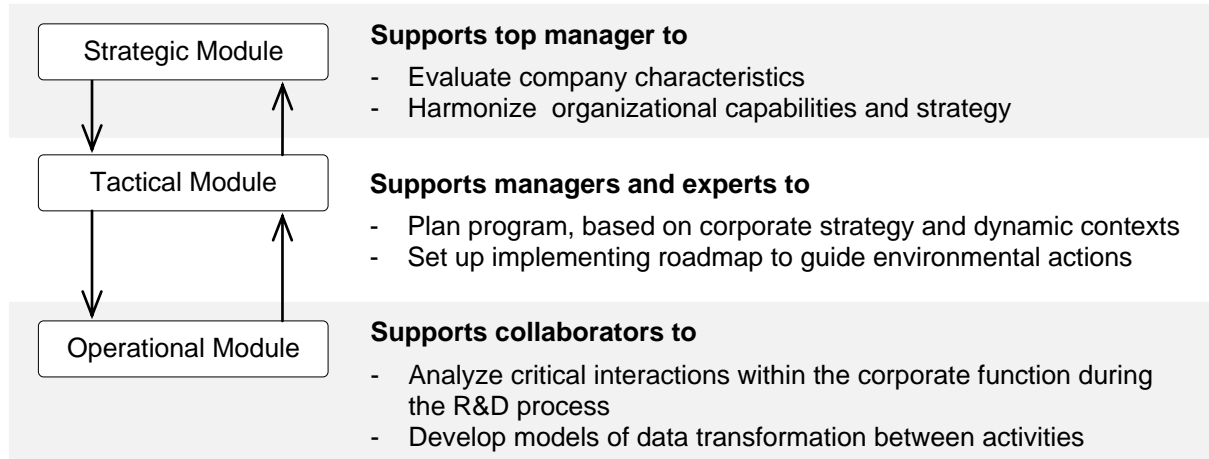 Strategic Module
Supports top manager to
- Evaluate company characteristics
- Harmonize organizational capabilities and strategy
Tactical Module
Supports managers and experts to
- Plan program, based on corporate strategy and dynamic contexts
- Set up implementing roadmap to guide environmental actions
Operational Module
Supports collaborators to
- Analyze critical interactions within the corporate function during
the R&D process
- Develop models of data transformation between activities